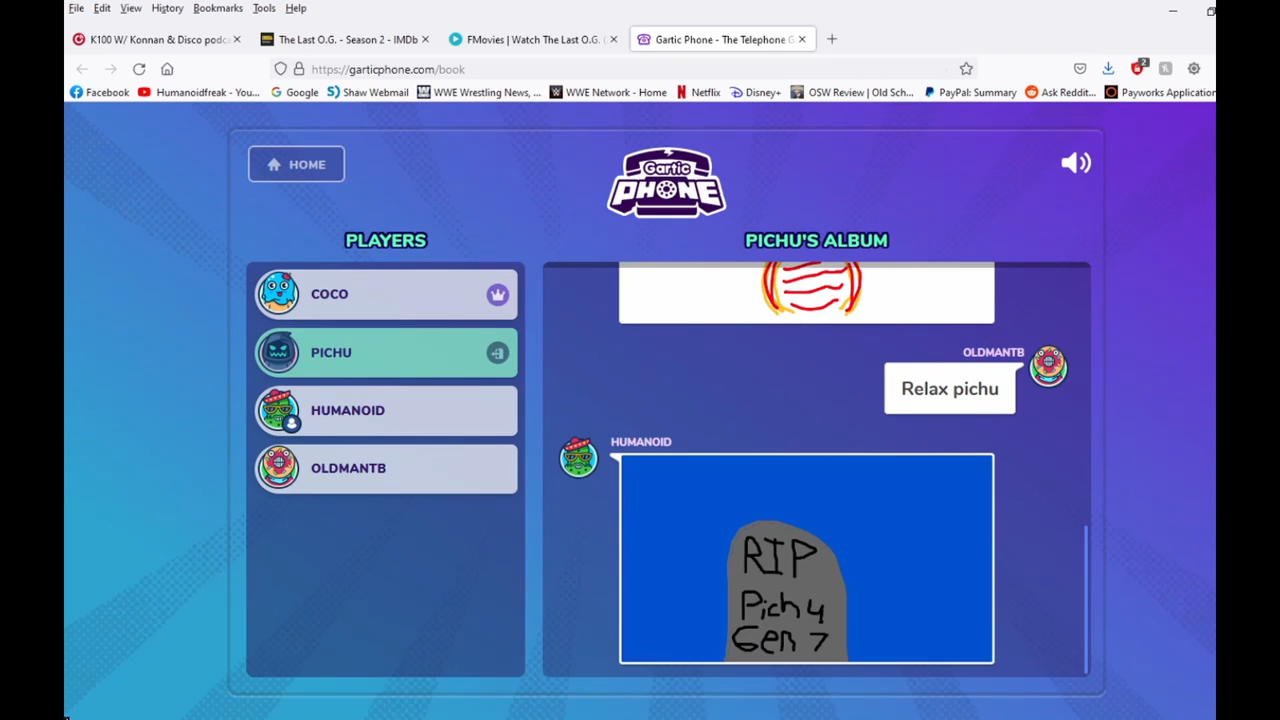 File Edit View History Bookmarks Tools Help
K100 W/ Konnan & Disco podc The Last O.G. - Season 2 - IMDb FMovies | Watch The Last O.G. ( Gartic Phone - The Telephone G
https://garticphone.com/book 2
Facebook Humanoidfreak - You... Google Shaw Webmail WWE Wrestling News, ... WWE Network - Home Netflix Disney+ OSW Review | Old Sch... PayPal: Summary Ask Reddit... Payworks Application
HOME
Gartic
PHONE
PLAYERS
COCO
PICHU
HUMANOID
OLDMANTB
PICHU'S ALBUM
OLDMANTB
Relax pichu
HUMANOID
RIP
Pich4
Gen 7